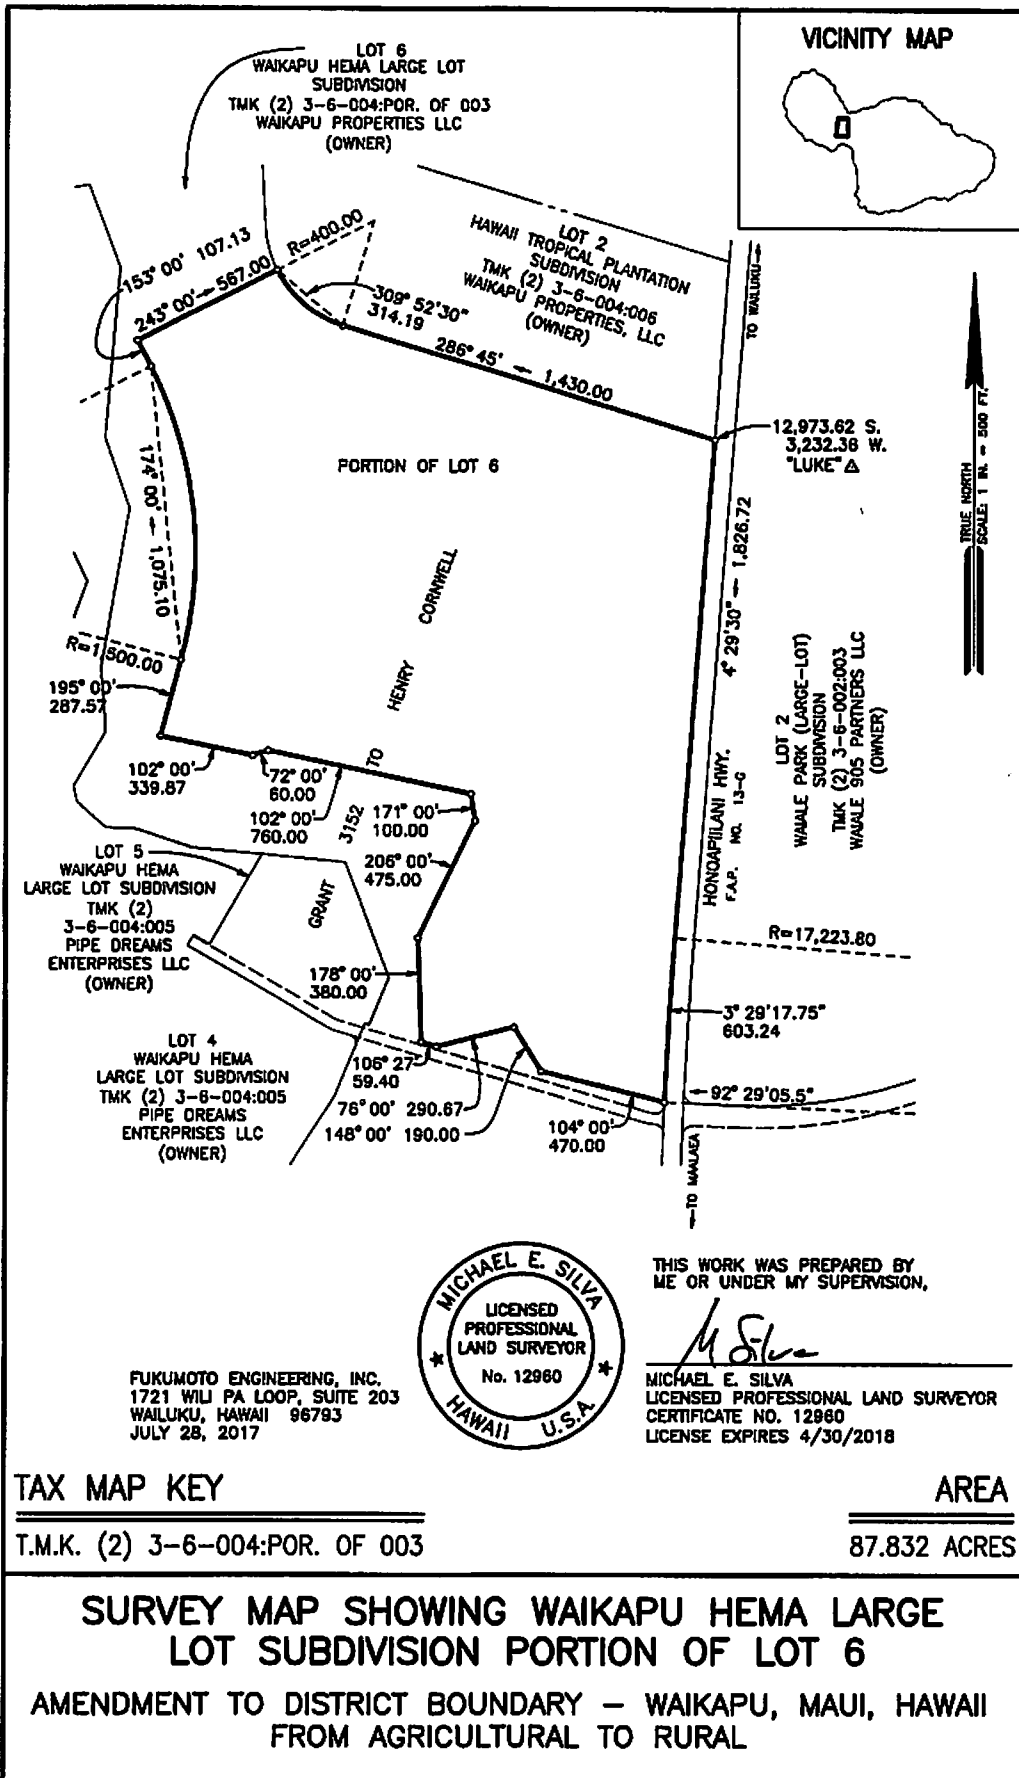 VICINITY MAP
LOT 6
WAIKAPU HEMA LARGE LOT
SUBDIVISION
TMK (2) 3-6-004:POR. OF 003
WAIKAPU PROPERTIES LLC
(OWNER)
LOT 2
HAWAII TROPICAL PLANTATION
SUBDIVISION
TMK (2) 3-6-004:006
WAIKAPU PROPERTIES, LLC
(OWNER)
TO WAILUKU
153° 00' 107.13
243° 00' 567.00
R=400.00
309° 52'30"
314.19
286° 45' 1,430.00
12,973.62 S.
3,232.38 W.
"LUKE" △
TRUE NORTH
SCALE: 1 IN. = 500 FT.
PORTION OF LOT 6
174° 00' 1,075.10
R=1,500.00
195° 00'
287.57
102° 00'
339.87
72° 00'
60.00
102° 00'
760.00
171° 00'
100.00
206° 00'
475.00
GRANT 3152 TO HENRY CORNWELL
4° 29'30" 1,826.72
HONOAPIILANI HWY.
F.A.P. NO. 13-G
LOT 2
WAIALE PARK (LARGE-LOT)
SUBDIVISION
TMK (2) 3-6-002:003
WAIALE 905 PARTNERS LLC
(OWNER)
R=17,223.80
LOT 5
WAIKAPU HEMA
LARGE LOT SUBDIVISION
TMK (2)
3-6-004:005
PIPE DREAMS
ENTERPRISES LLC
(OWNER)
178° 00'
380.00
3° 29'17.75"
603.24
LOT 4
WAIKAPU HEMA
LARGE LOT SUBDIVISION
TMK (2) 3-6-004:005
PIPE DREAMS
ENTERPRISES LLC
(OWNER)
106° 27'
59.40
76° 00' 290.67
148° 00' 190.00
104° 00'
470.00
92° 29'05.5"
TO MAALAEA
MICHAEL E. SILVA
LICENSED
PROFESSIONAL
LAND SURVEYOR
No. 12960
HAWAII U.S.A.
THIS WORK WAS PREPARED BY
ME OR UNDER MY SUPERVISION.
M Silva
MICHAEL E. SILVA
LICENSED PROFESSIONAL LAND SURVEYOR
CERTIFICATE NO. 12960
LICENSE EXPIRES 4/30/2018
FUKUMOTO ENGINEERING, INC.
1721 WILI PA LOOP, SUITE 203
WAILUKU, HAWAII 96793
JULY 28, 2017
TAX MAP KEY
T.M.K. (2) 3-6-004:POR. OF 003
AREA
87.832 ACRES
SURVEY MAP SHOWING WAIKAPU HEMA LARGE
LOT SUBDIVISION PORTION OF LOT 6
AMENDMENT TO DISTRICT BOUNDARY – WAIKAPU, MAUI, HAWAII
FROM AGRICULTURAL TO RURAL